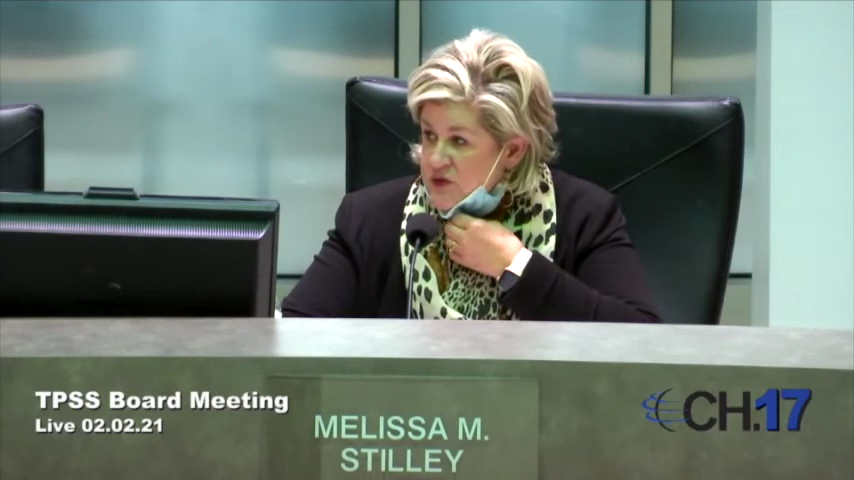 TPSS Board Meeting
Live 02.02.21
MELISSA M.
STILLEY
CH.17